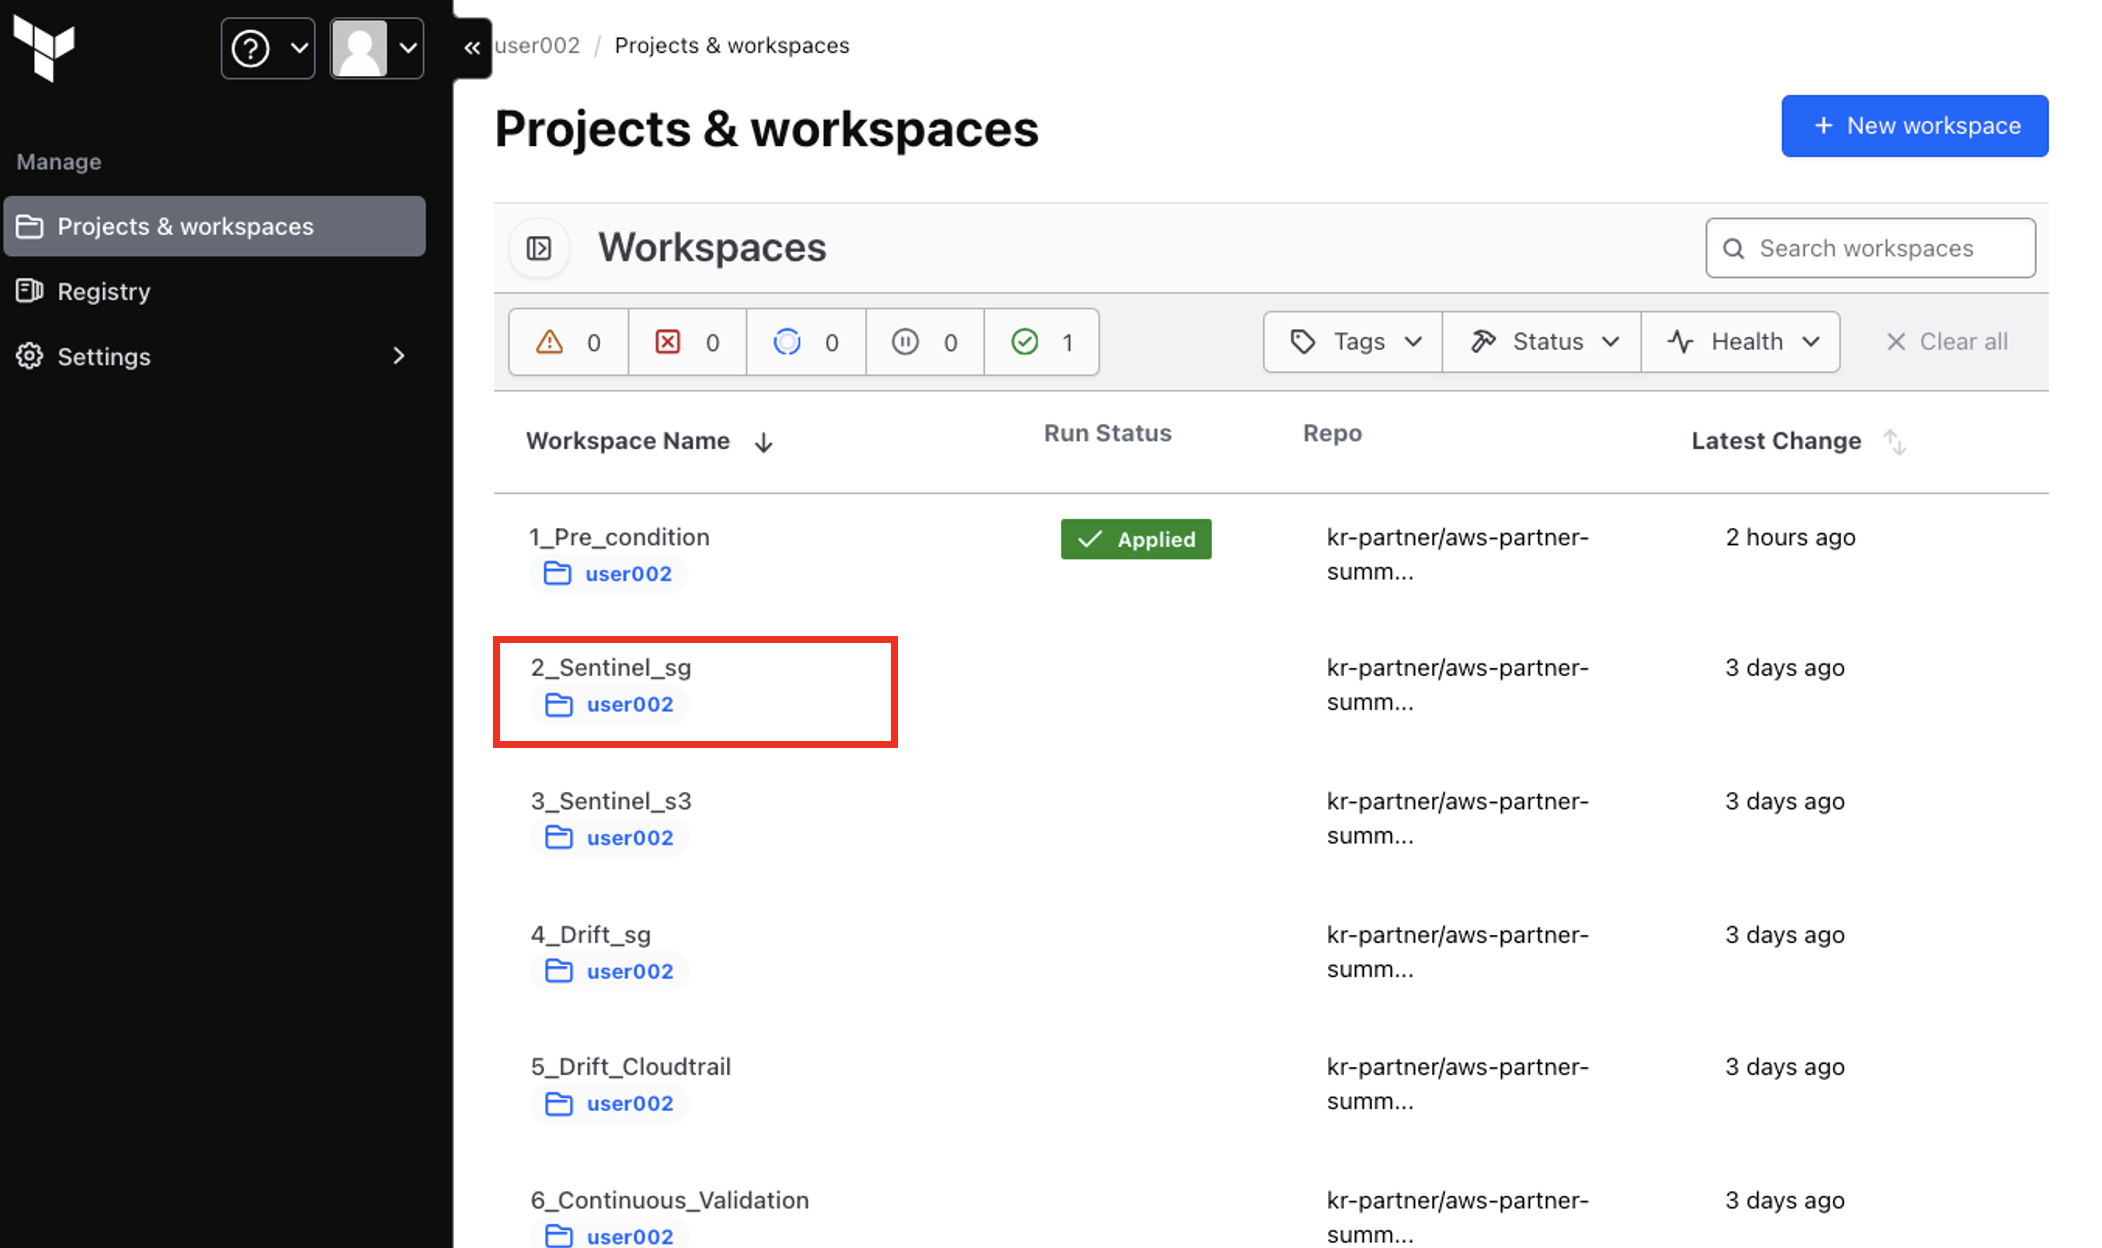 user002 / Projects & workspaces
Projects & workspaces
+ New workspace
Manage
Projects & workspaces
Registry
Settings
Workspaces
Search workspaces
0 0 0 0 1
Tags Status Health Clear all
Workspace Name Run Status Repo Latest Change
1_Pre_condition Applied kr-partner/aws-partner- 2 hours ago
user002 summ...
2_Sentinel_sg kr-partner/aws-partner- 3 days ago
user002 summ...
3_Sentinel_s3 kr-partner/aws-partner- 3 days ago
user002 summ...
4_Drift_sg kr-partner/aws-partner- 3 days ago
user002 summ...
5_Drift_Cloudtrail kr-partner/aws-partner- 3 days ago
user002 summ...
6_Continuous_Validation kr-partner/aws-partner- 3 days ago
user002 summ...